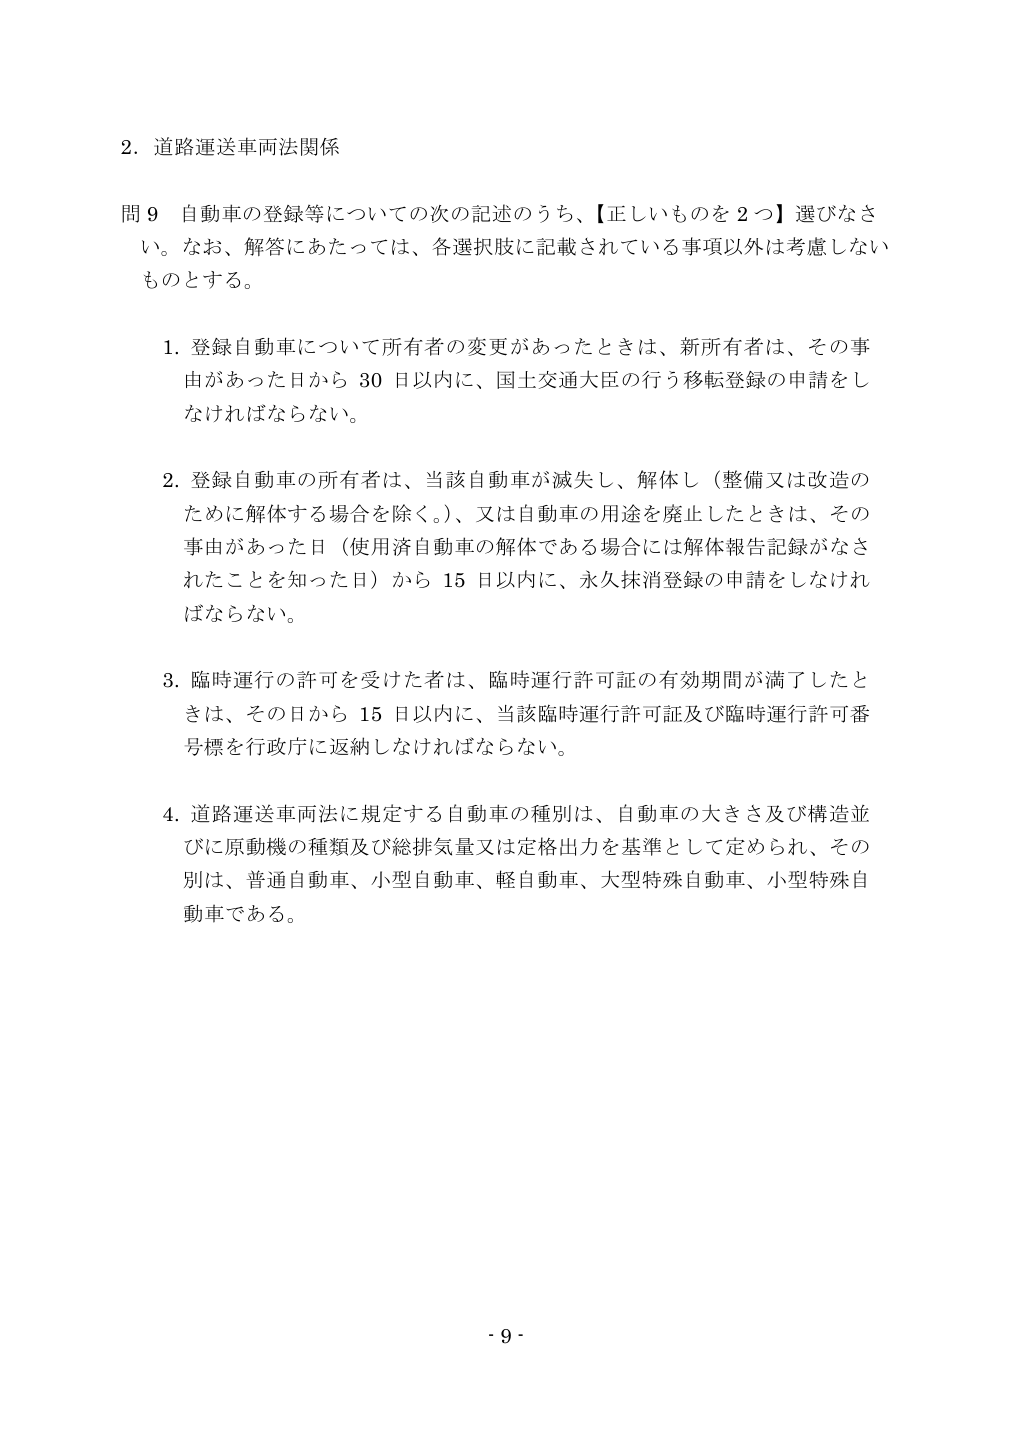 2．道路運送車両法関係
問 9　自動車の登録等についての次の記述のうち、【正しいものを 2 つ】選びなさ
い。なお、解答にあたっては、各選択肢に記載されている事項以外は考慮しない
ものとする。
1. 登録自動車について所有者の変更があったときは、新所有者は、その事
由があった日から 30 日以内に、国土交通大臣の行う移転登録の申請をし
なければならない。
2. 登録自動車の所有者は、当該自動車が滅失し、解体し（整備又は改造の
ために解体する場合を除く。）、又は自動車の用途を廃止したときは、その
事由があった日（使用済自動車の解体である場合には解体報告記録がなさ
れたことを知った日）から 15 日以内に、永久抹消登録の申請をしなけれ
ばならない。
3. 臨時運行の許可を受けた者は、臨時運行許可証の有効期間が満了したと
きは、その日から 15 日以内に、当該臨時運行許可証及び臨時運行許可番
号標を行政庁に返納しなければならない。
4. 道路運送車両法に規定する自動車の種別は、自動車の大きさ及び構造並
びに原動機の種類及び総排気量又は定格出力を基準として定められ、その
別は、普通自動車、小型自動車、軽自動車、大型特殊自動車、小型特殊自
動車である。
- 9 -